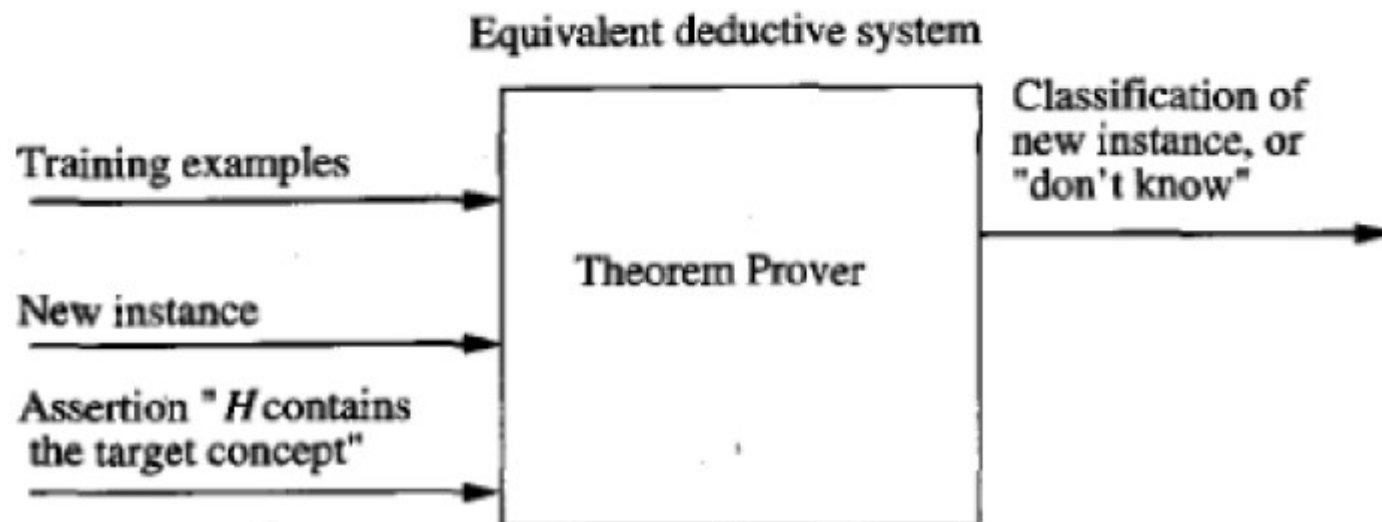 Equivalent deductive system
Classification of
new instance, or
"don't know"
Training examples
Theorem Prover
New instance
Assertion "H contains
the target concept"